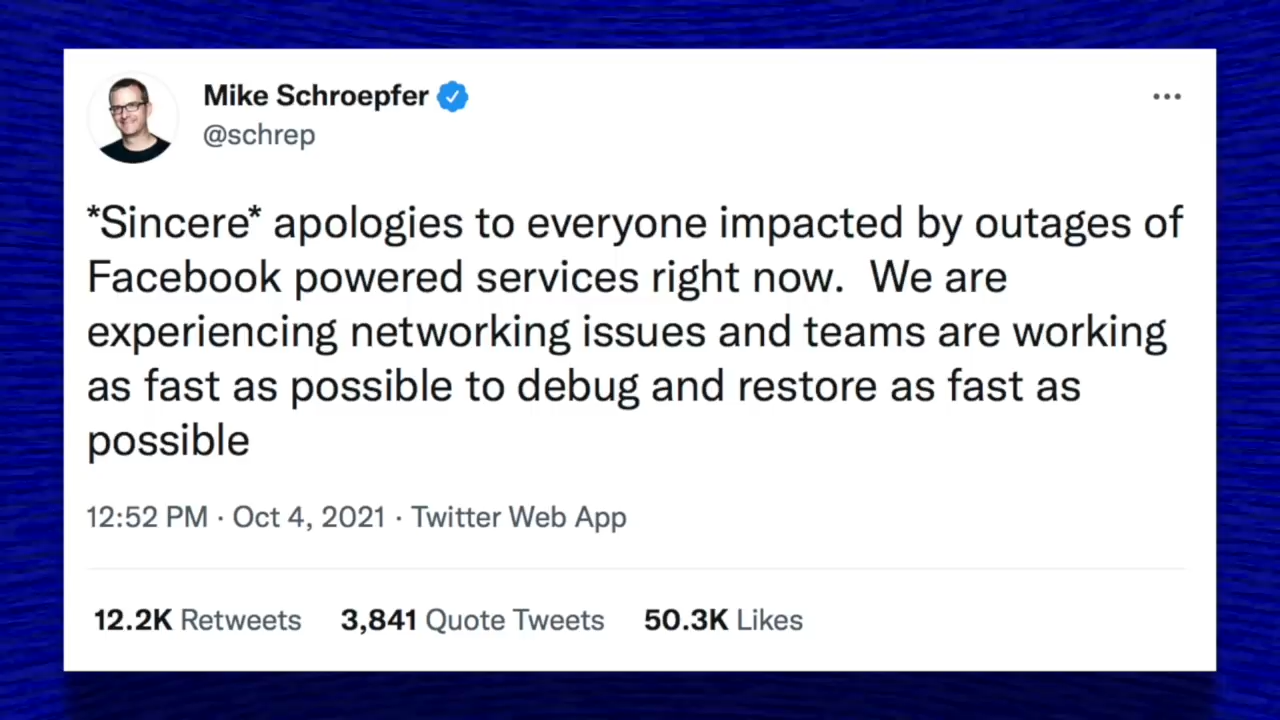 Mike Schroepfer
@schrep
*Sincere* apologies to everyone impacted by outages of
Facebook powered services right now.  We are
experiencing networking issues and teams are working
as fast as possible to debug and restore as fast as
possible
12:52 PM · Oct 4, 2021 · Twitter Web App
12.2K Retweets 3,841 Quote Tweets 50.3K Likes